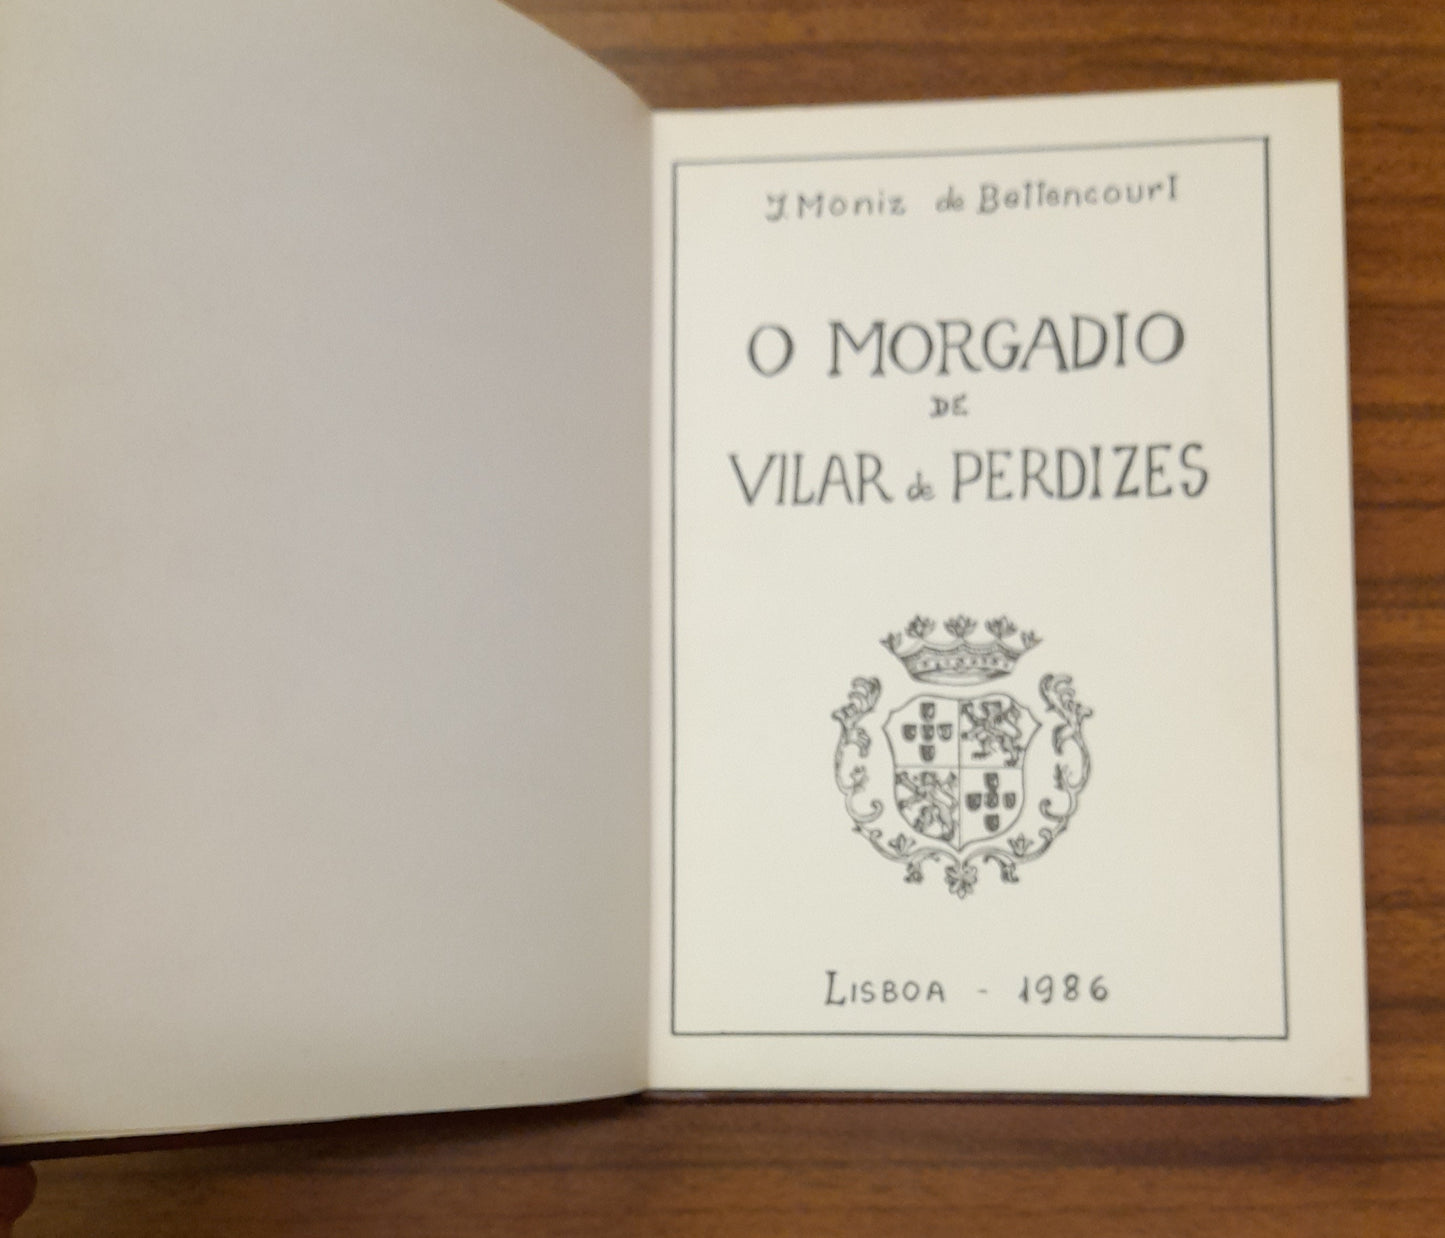 J. Moniz de Bettencourt
O MORGADIO
DE
VILAR de PERDIZES
LISBOA - 1986